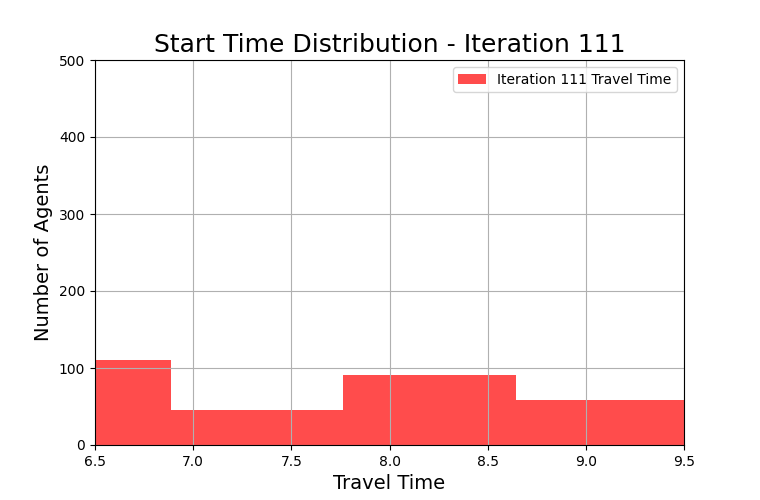 Start Time Distribution - Iteration 111
Iteration 111 Travel Time
500
400
300
200
100
0
Number of Agents
6.5 7.0 7.5 8.0 8.5 9.0 9.5
Travel Time